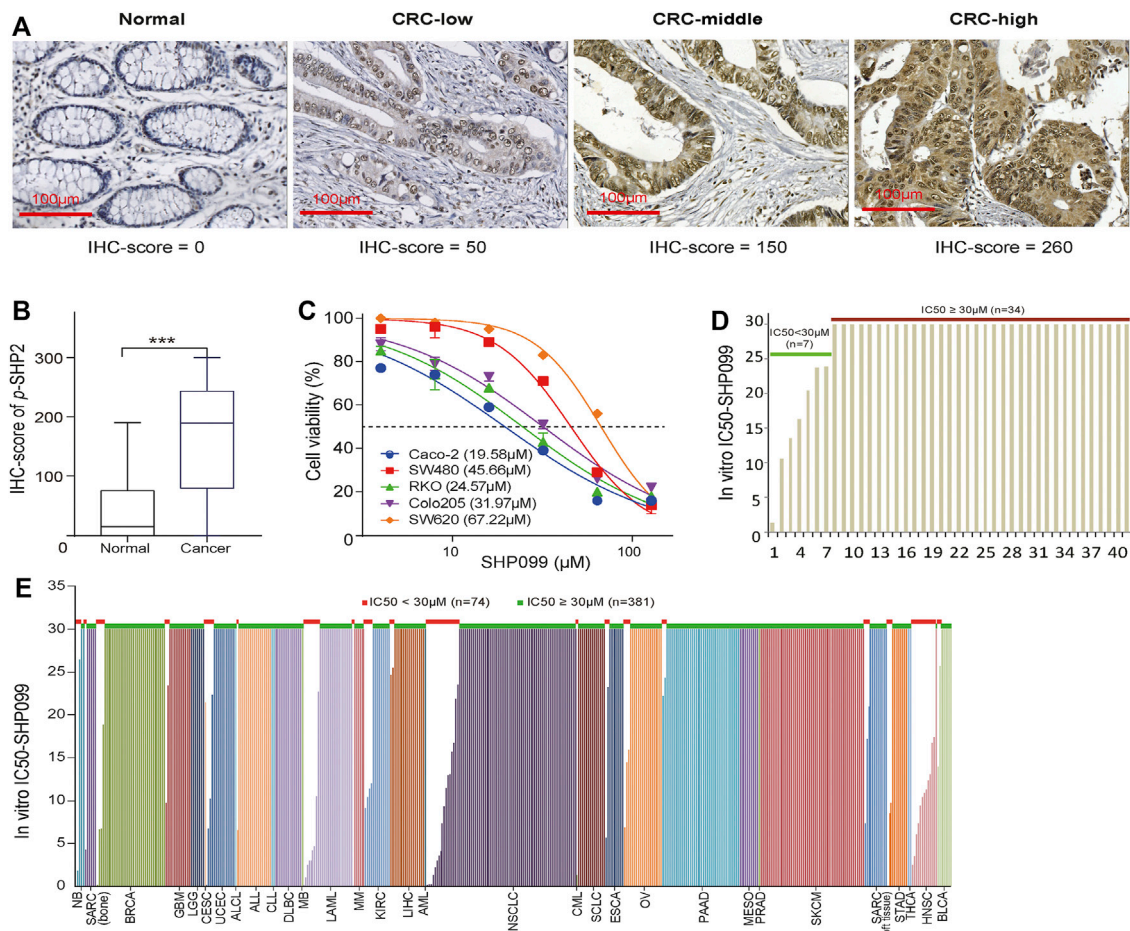 A
Normal
CRC-low
CRC-middle
CRC-high
100μm
100μm
100μm
100μm
IHC-score = 0
IHC-score = 50
IHC-score = 150
IHC-score = 260
B
IHC-score of p-SHP2
300
200
100
0
***
Normal
Cancer
C
Cell viability (%)
100
80
60
40
20
0
Caco-2 (19.58μM)
SW480 (45.66μM)
RKO (24.57μM)
Colo205 (31.97μM)
SW620 (67.22μM)
10
100
SHP099 (μM)
D
In vitro IC50-SHP099
30
25
20
15
10
5
0
IC50<30μM
(n=7)
IC50 ≥ 30μM (n=34)
1 4 7 10 13 16 19 22 25 28 31 34 37 40
E
In vitro IC50-SHP099
35
30
25
20
15
10
5
0
IC50 < 30μM (n=74)
IC50 ≥ 30μM (n=381)
NB
SARC
(bone)
BRCA
GBM
LGG
CESC
UCEC
ALCL
ALL
CLL
DLBC
MB
LAML
MM
KIRC
LIHC
AML
NSCLC
CML
SCLC
ESCA
OV
PAAD
MESO
PRAD
SKCM
SARC
oft tissue)
STAD
THCA
HNSC
BLCA